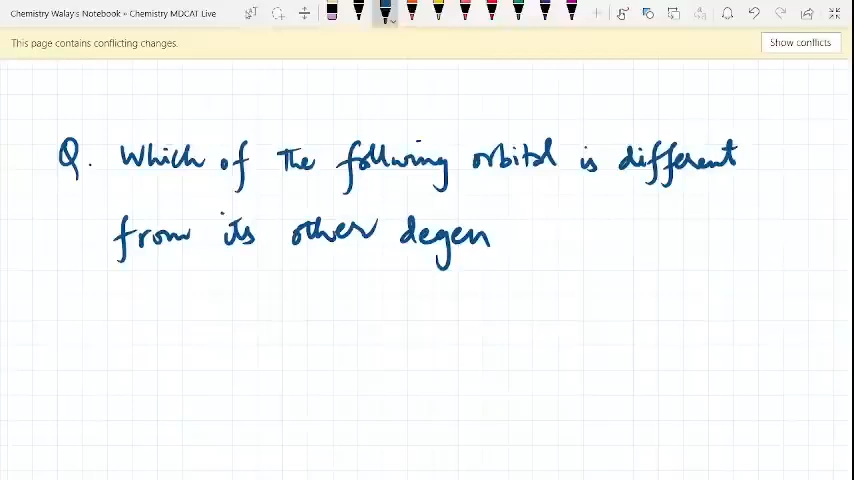 Chemistry Walay's Notebook » Chemistry MDCAT Live
This page contains conflicting changes.
Show conflicts
Q. Which of the following orbital is different
from its other degen